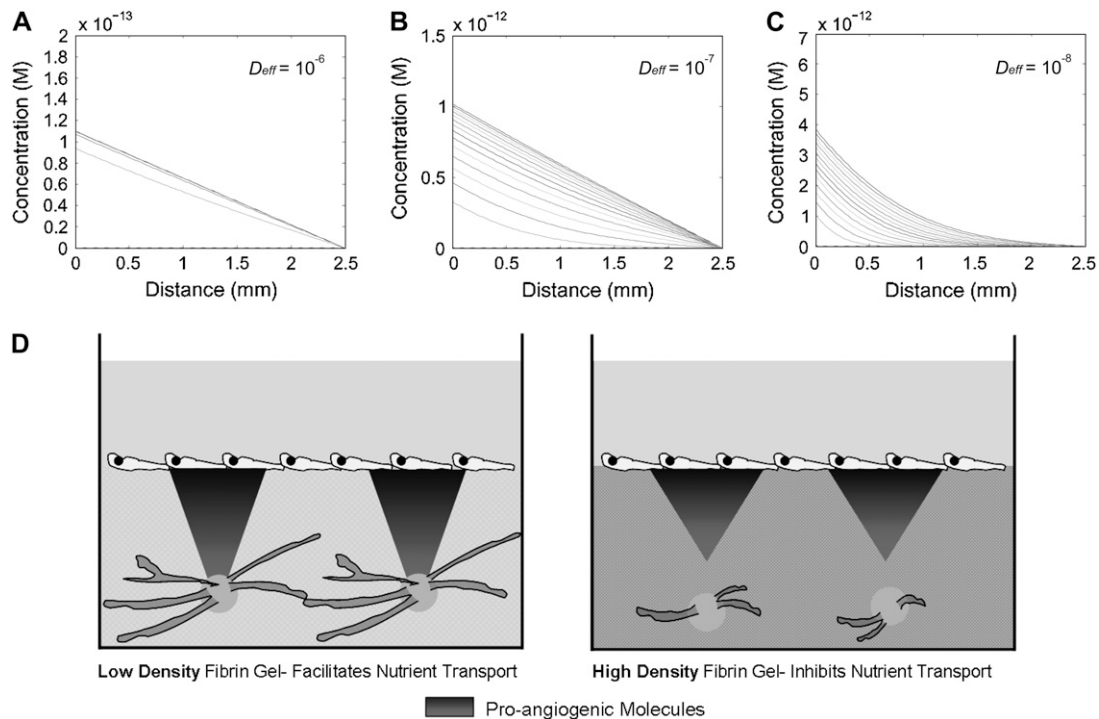 A
x 10⁻¹³
2
1.8
1.6
1.4
1.2
1
0.8
0.6
0.4
0.2
0
Concentration (M)
D_eff = 10⁻⁶
0 0.5 1 1.5 2 2.5
Distance (mm)
B
x 10⁻¹²
1.5
1
0.5
0
Concentration (M)
D_eff = 10⁻⁷
0 0.5 1 1.5 2 2.5
Distance (mm)
C
x 10⁻¹²
7
6
5
4
3
2
1
0
Concentration (M)
D_eff = 10⁻⁸
0 0.5 1 1.5 2 2.5
Distance (mm)
D
Low Density Fibrin Gel- Facilitates Nutrient Transport
High Density Fibrin Gel- Inhibits Nutrient Transport
Pro-angiogenic Molecules